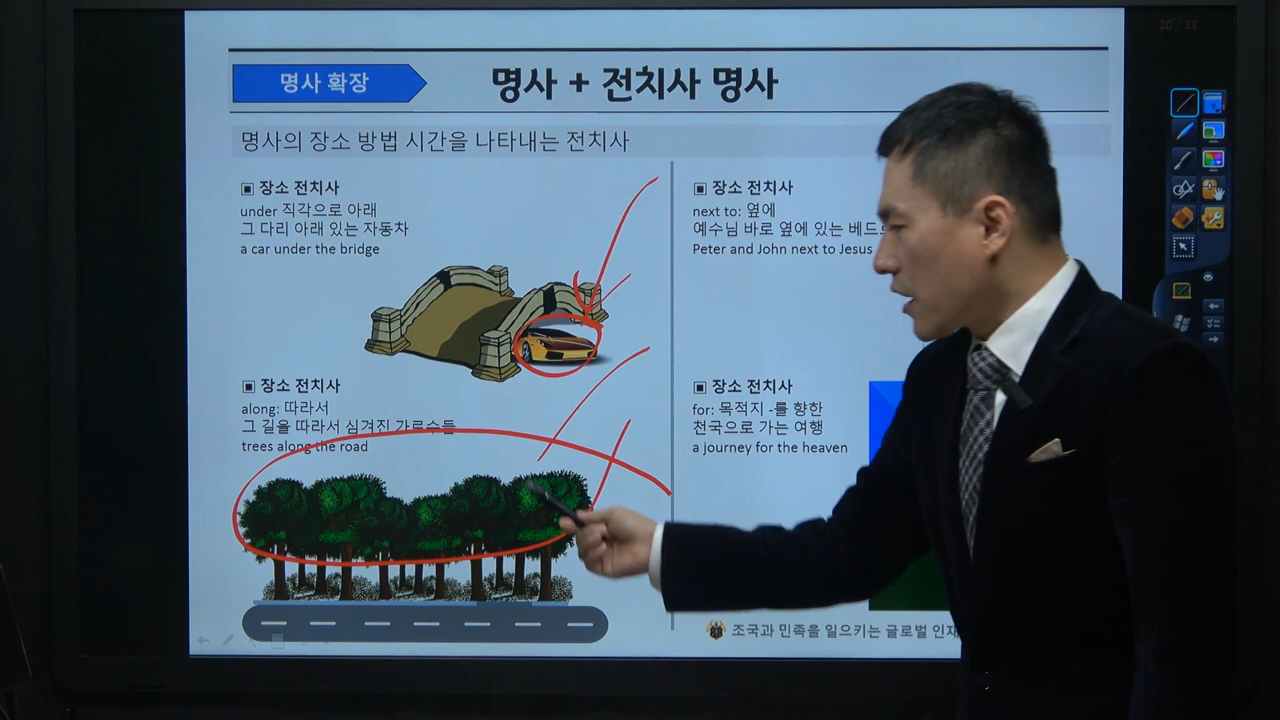 20 / 33
명사 확장
명사 + 전치사 명사
명사의 장소 방법 시간을 나타내는 전치사
▣ 장소 전치사
under 직각으로 아래
그 다리 아래 있는 자동차
a car under the bridge
▣ 장소 전치사
along: 따라서
그 길을 따라서 심겨진 가로수들
trees along the road
▣ 장소 전치사
next to: 옆에
예수님 바로 옆에 있는
Peter and John next to Jesus
▣ 장소 전치사
for: 목적지 -를 향한
천국으로 가는 여행
a journey for the heaven
조국과 민족을 일으키는 글로벌 인재